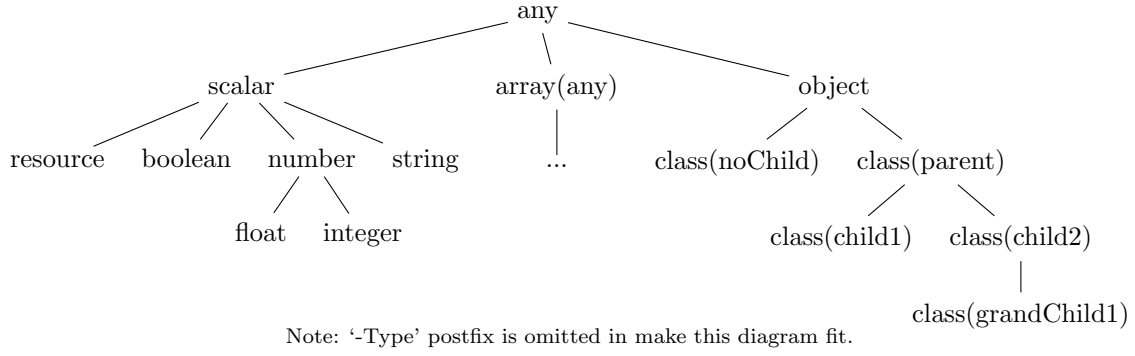 any
scalar array(any) object
resource boolean number string ... class(noChild) class(parent)
float integer class(child1) class(child2)
class(grandChild1)
Note: ‘-Type’ postfix is omitted in make this diagram fit.